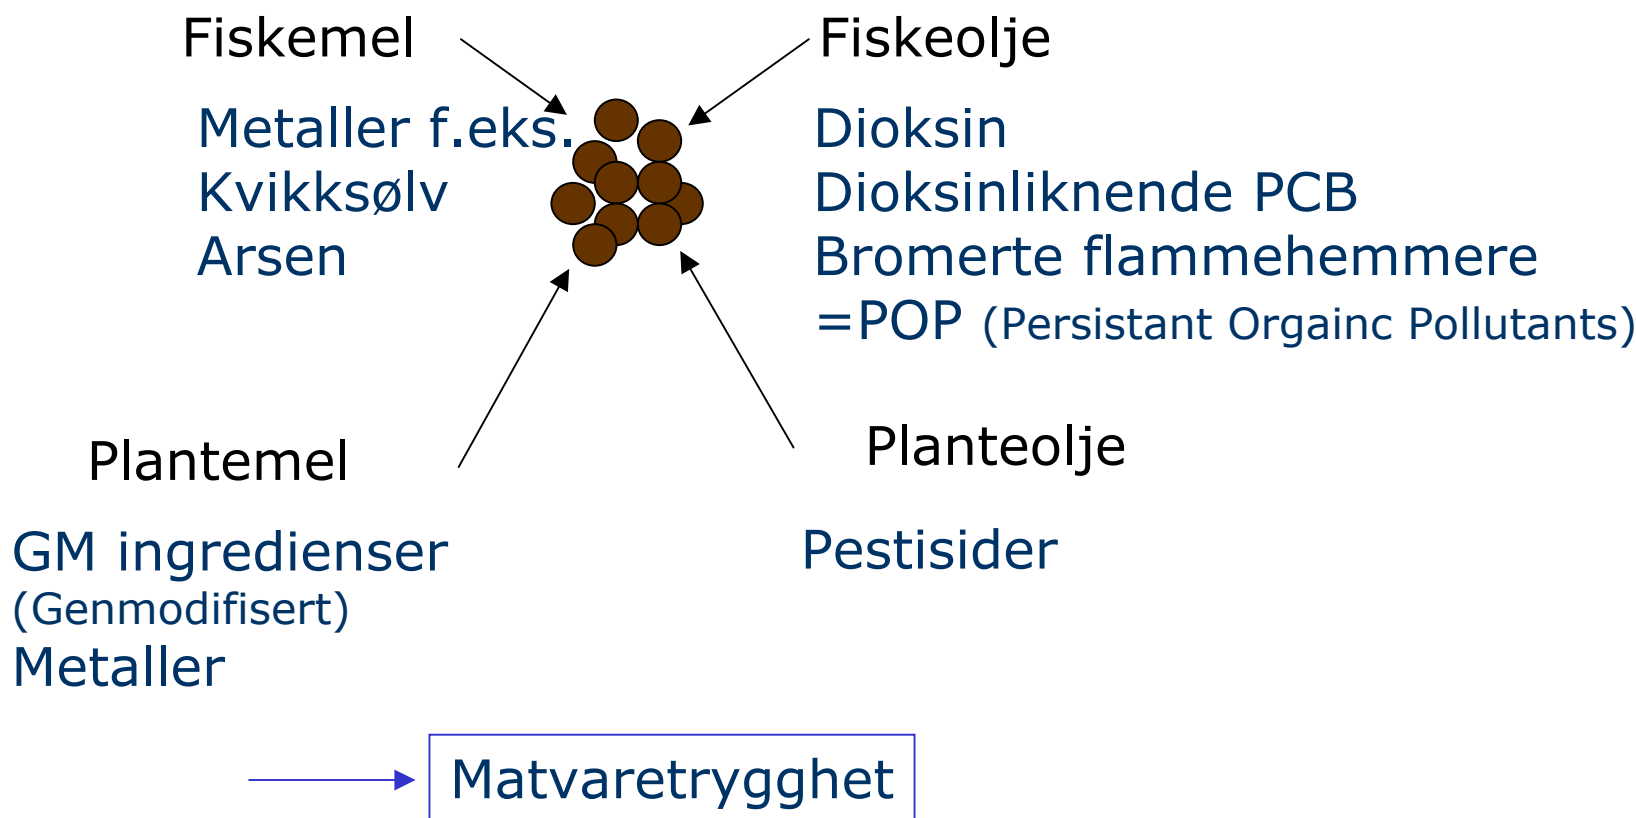 Fiskemel
Metaller f.eks.
Kvikksølv
Arsen
Fiskeolje
Dioksin
Dioksinliknende PCB
Bromerte flammehemmere
=POP (Persistant Orgainc Pollutants)
Plantemel
GM ingredienser
(Genmodifisert)
Metaller
Planteolje
Pestisider
Matvaretrygghet